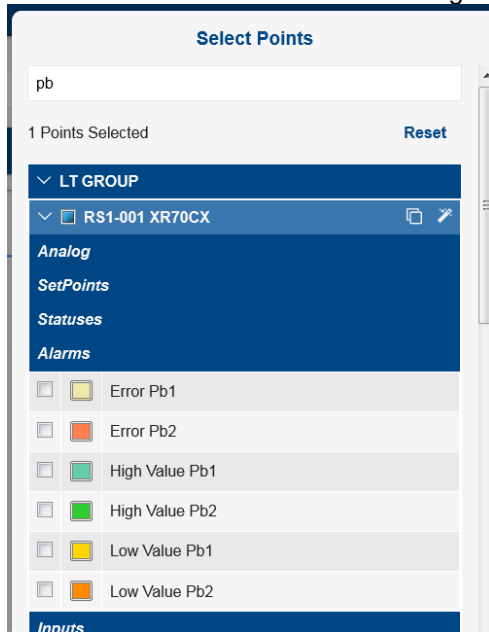 Select Points
pb
1 Points Selected Reset
LT GROUP
RS1-001 XR70CX
Analog
SetPoints
Statuses
Alarms
Error Pb1
Error Pb2
High Value Pb1
High Value Pb2
Low Value Pb1
Low Value Pb2
Inputs